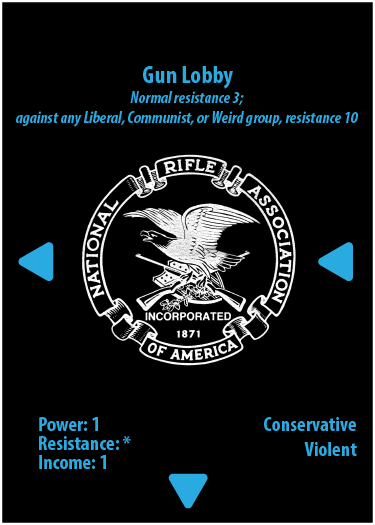 Gun Lobby
Normal resistance 3;
against any Liberal, Communist, or Weird group, resistance 10
NATIONAL RIFLE ASSOCIATION
INCORPORATED
1871
OF AMERICA
Power: 1
Resistance: *
Income: 1
Conservative
Violent